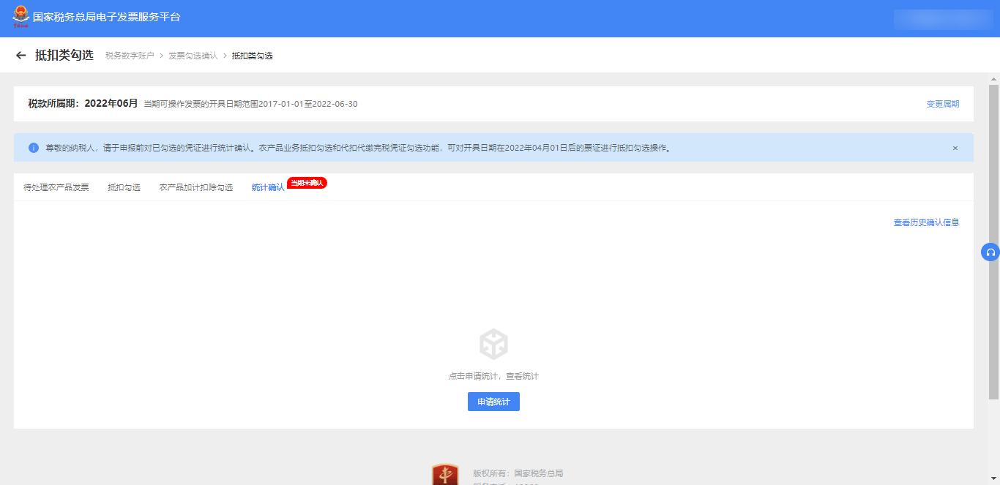 国家税务总局电子发票服务平台
抵扣类勾选 税务数字账户 > 发票勾选确认 > 抵扣类勾选
税款所属期：2022年06月 当期可操作发票的开具日期范围2017-01-01至2022-06-30 变更属期
尊敬的纳税人，请于申报前对已勾选的凭证进行统计确认。农产品业务抵扣勾选和代扣代缴完税凭证勾选功能，可对开具日期在2022年04月01日后的票证进行抵扣勾选操作。
待处理农产品发票 抵扣勾选 农产品加计扣除勾选 统计确认 当期未确认
查看历史确认信息
点击申请统计，查看统计
申请统计
版权所有：国家税务总局